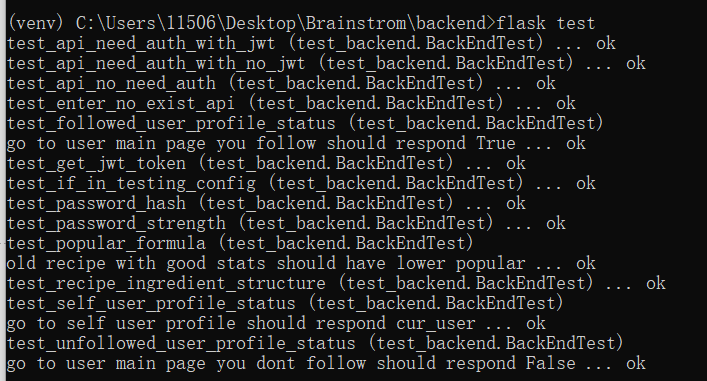 (venv) C:\Users\11506\Desktop\Brainstrom\backend>flask test
test_api_need_auth_with_jwt (test_backend.BackEndTest) ... ok
test_api_need_auth_with_no_jwt (test_backend.BackEndTest) ... ok
test_api_no_need_auth (test_backend.BackEndTest) ... ok
test_enter_no_exist_api (test_backend.BackEndTest) ... ok
test_followed_user_profile_status (test_backend.BackEndTest)
go to user main page you follow should respond True ... ok
test_get_jwt_token (test_backend.BackEndTest) ... ok
test_if_in_testing_config (test_backend.BackEndTest) ... ok
test_password_hash (test_backend.BackEndTest) ... ok
test_password_strength (test_backend.BackEndTest) ... ok
test_popular_formula (test_backend.BackEndTest)
old recipe with good stats should have lower popular ... ok
test_recipe_ingredient_structure (test_backend.BackEndTest) ... ok
test_self_user_profile_status (test_backend.BackEndTest)
go to self user profile should respond cur_user ... ok
test_unfollowed_user_profile_status (test_backend.BackEndTest)
go to user main page you dont follow should respond False ... ok